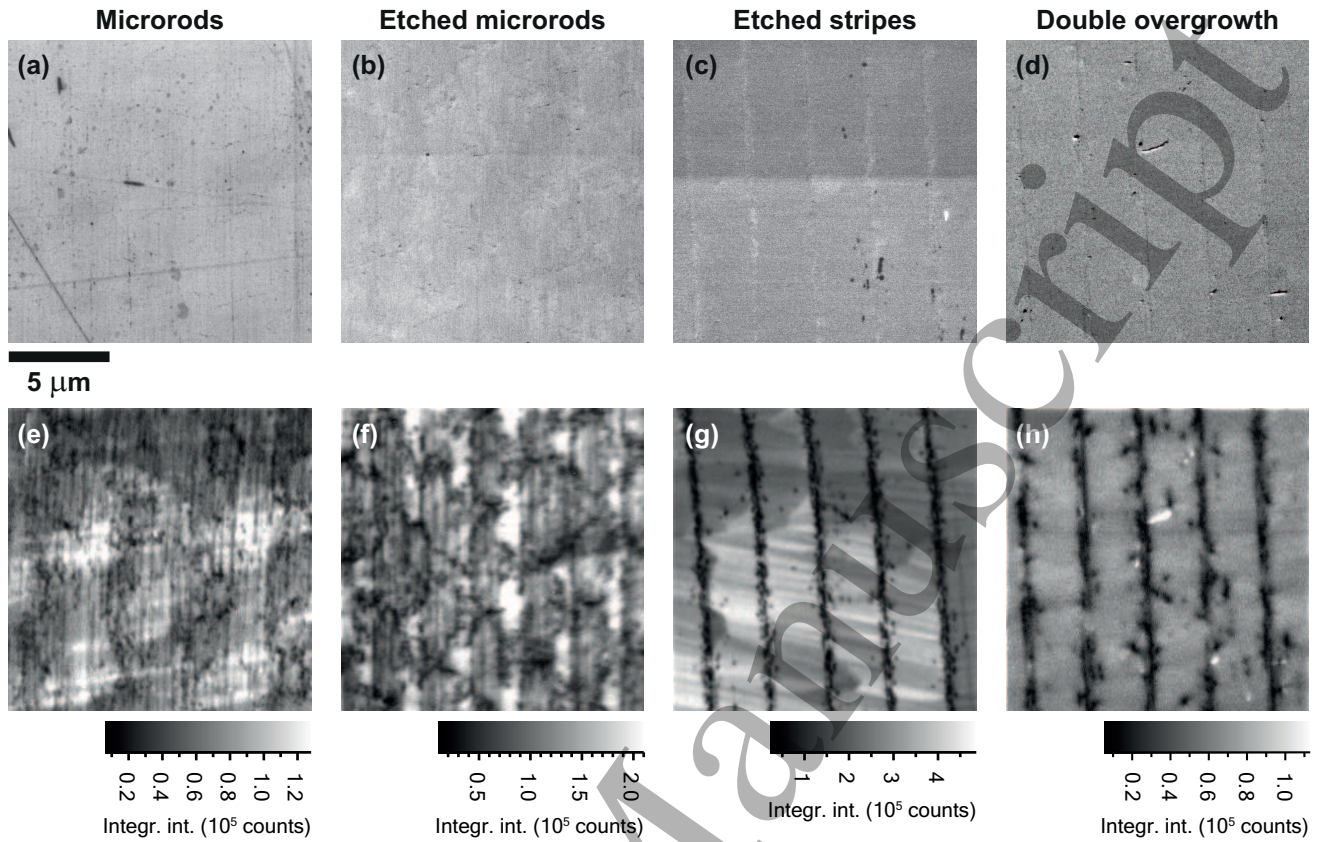 Microrods Etched microrods Etched stripes Double overgrowth
(a) (b) (c) (d)
5 μm
(e) (f) (g) (h)
0.2 0.4 0.6 0.8 1.0 1.2 0.5 1.0 1.5 2.0 1 2 3 4 0.2 0.4 0.6 0.8 1.0
Integr. int. (10⁵ counts) Integr. int. (10⁵ counts) Integr. int. (10⁵ counts) Integr. int. (10⁵ counts)
Manuscript